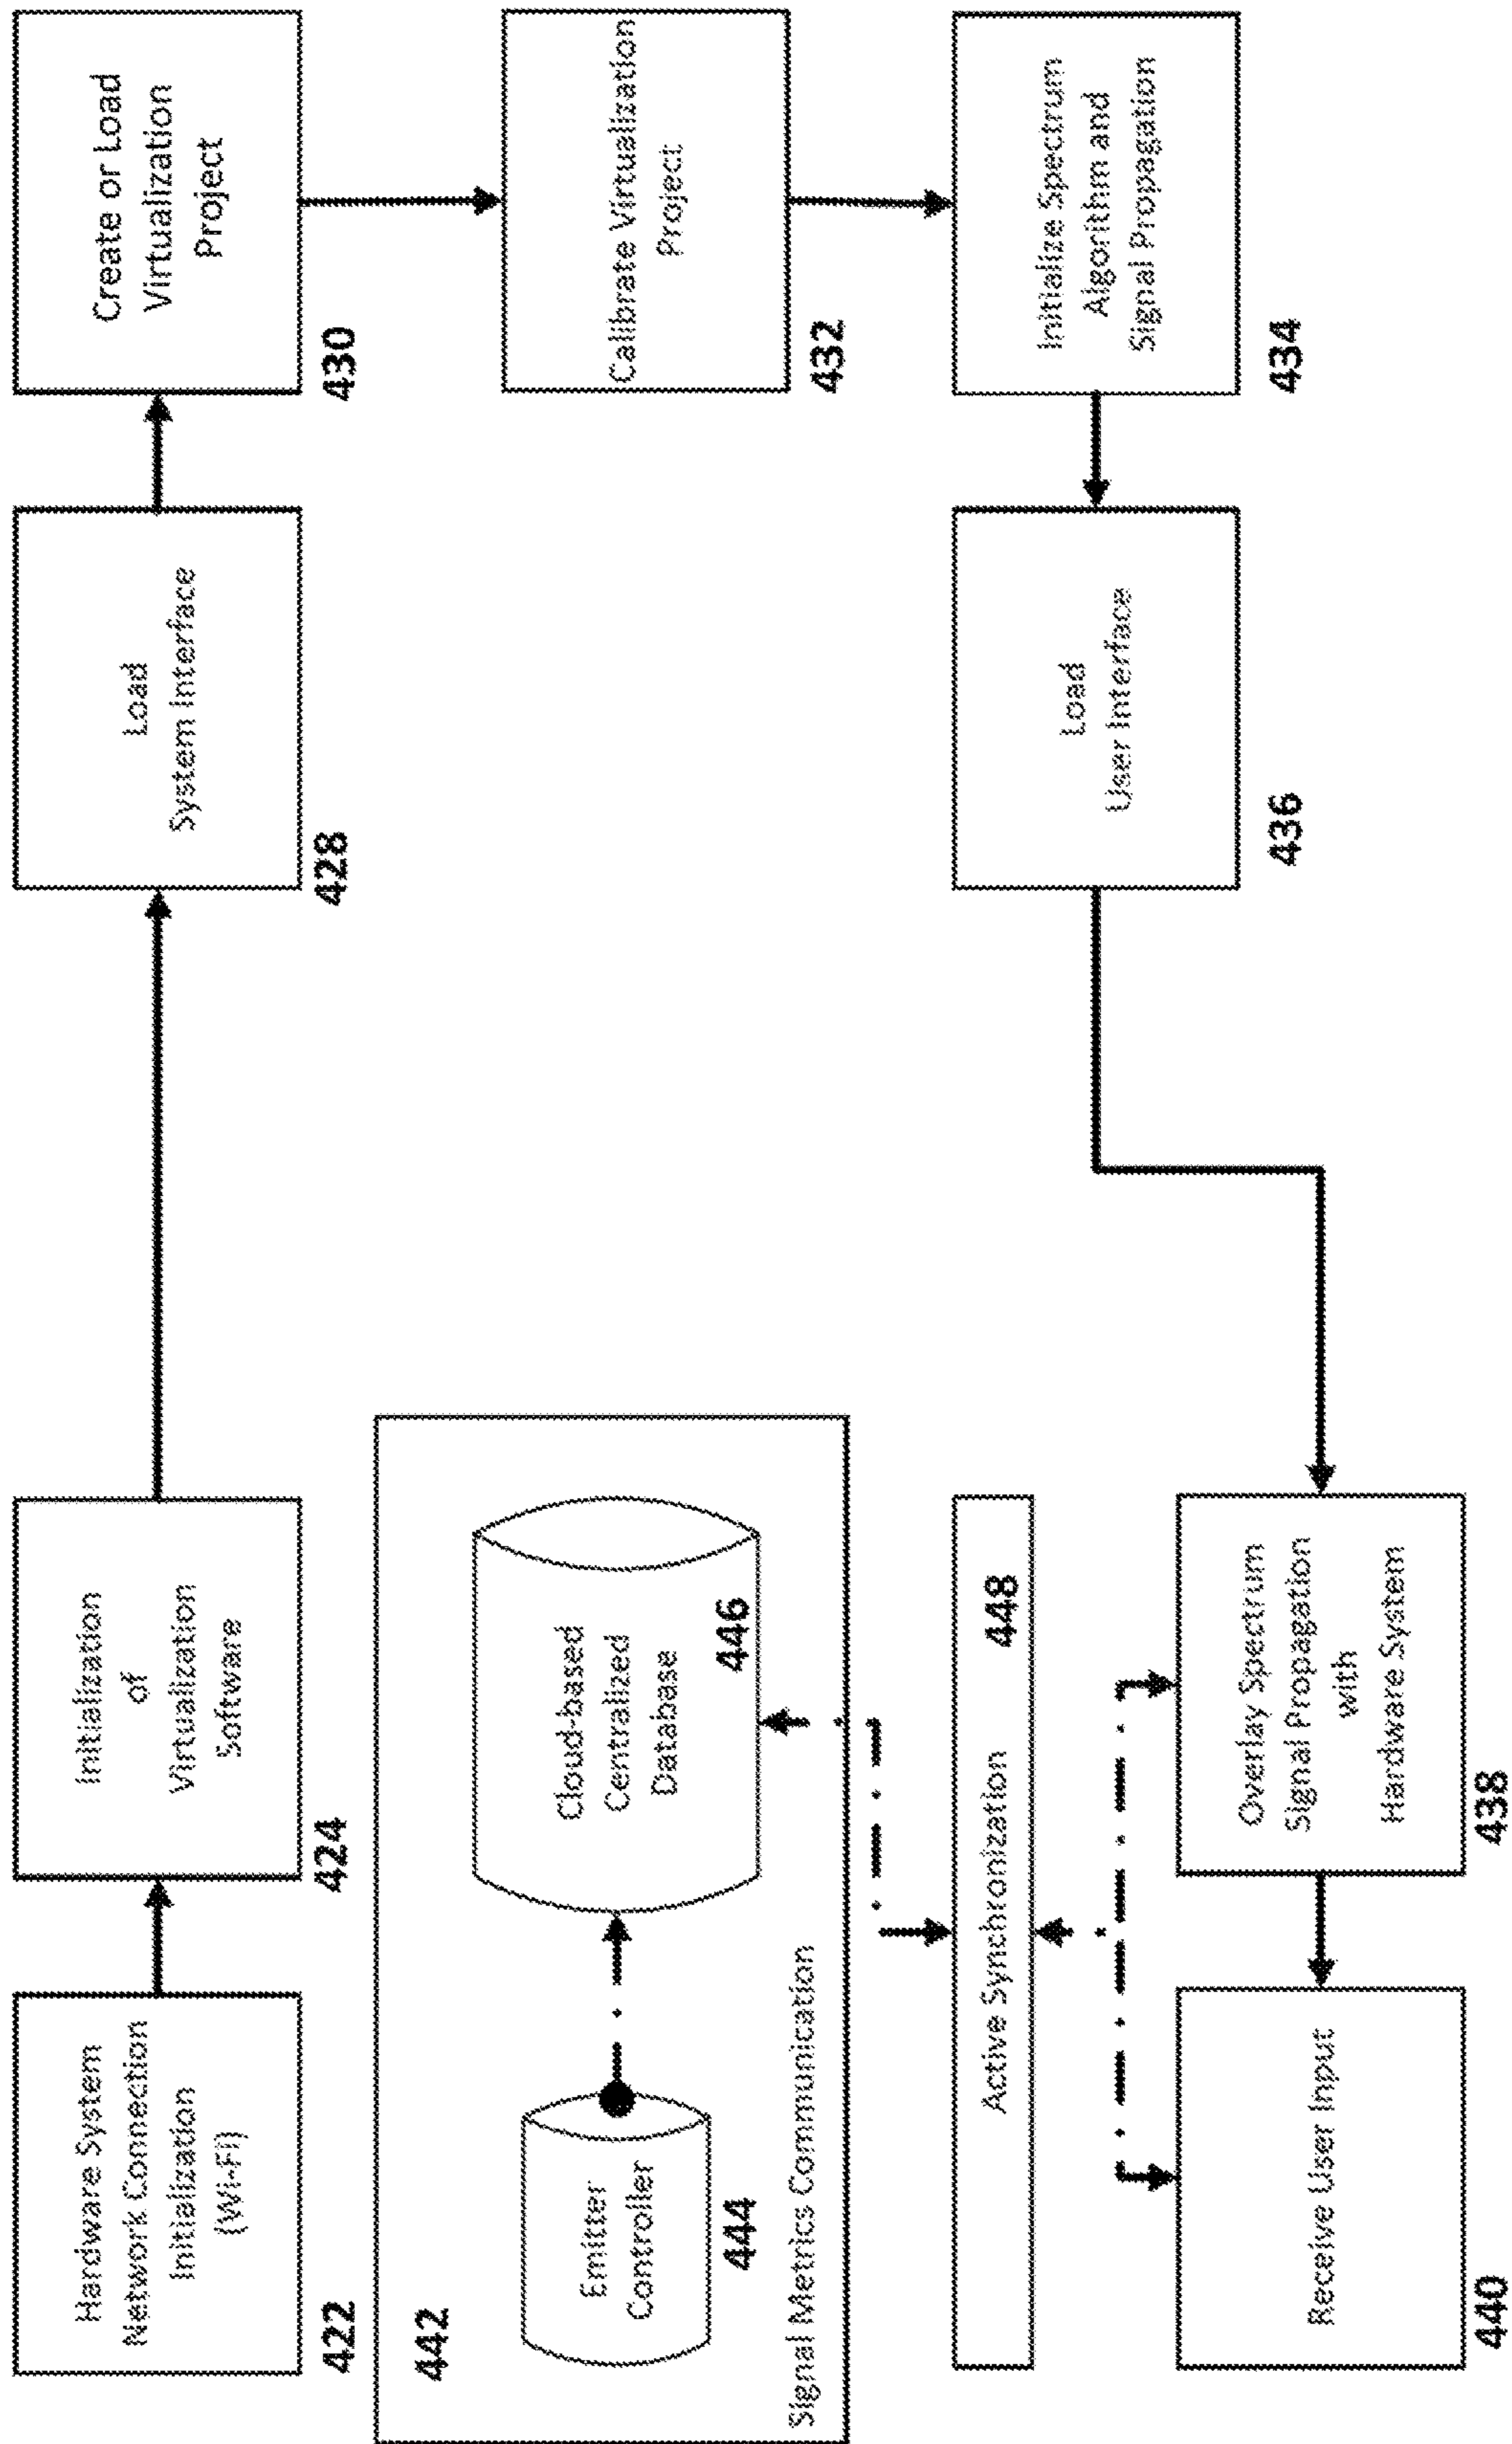 Hardware System
Network Connection
Initialization
(Wi-Fi)
422
Initialization
of
Virtualization
Software
424
Load
System Interface
428
Create or Load
Virtualization
Project
430
Calibrate Virtualization
Project
432
Initialize Spectrum
Algorithm and
Signal Propagation
434
Load
User Interface
436
442
Emitter
Controller
444
Cloud-based
Centralized
Database
446
Signal Metrics Communication
Active Synchronization
448
Overlay Spectrum
Signal Propagation
with
Hardware System
438
Receive User Input
440